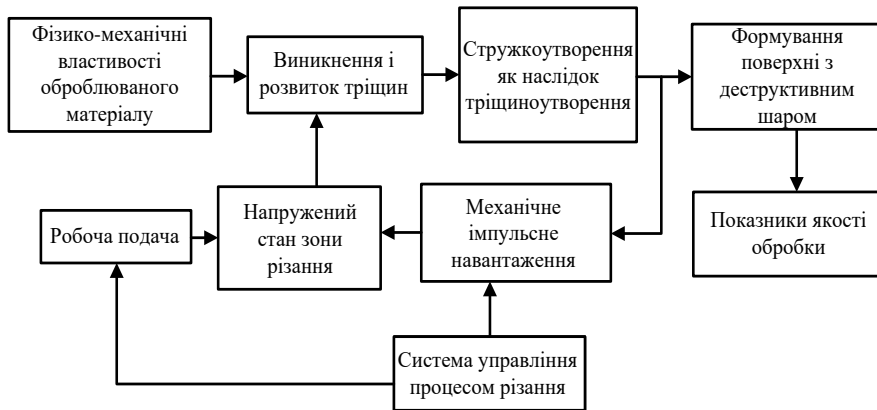 Фізико-механічні
властивості
оброблюваного
матеріалу
Виникнення і
розвиток тріщин
Стружкоутворення
як наслідок
тріщиноутворення
Формування
поверхні з
деструктивним
шаром
Робоча подача
Напружений
стан зони
різання
Механічне
імпульсне
навантаження
Показники якості
обробки
Система управління
процесом різання